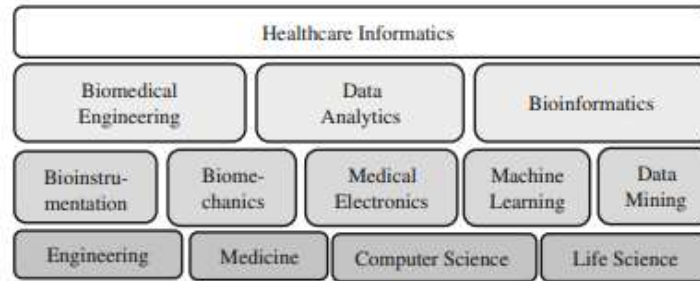 Healthcare Informatics
Biomedical
Engineering
Data
Analytics
Bioinformatics
Bioinstru-
mentation
Biome-
chanics
Medical
Electronics
Machine
Learning
Data
Mining
Engineering
Medicine
Computer Science
Life Science